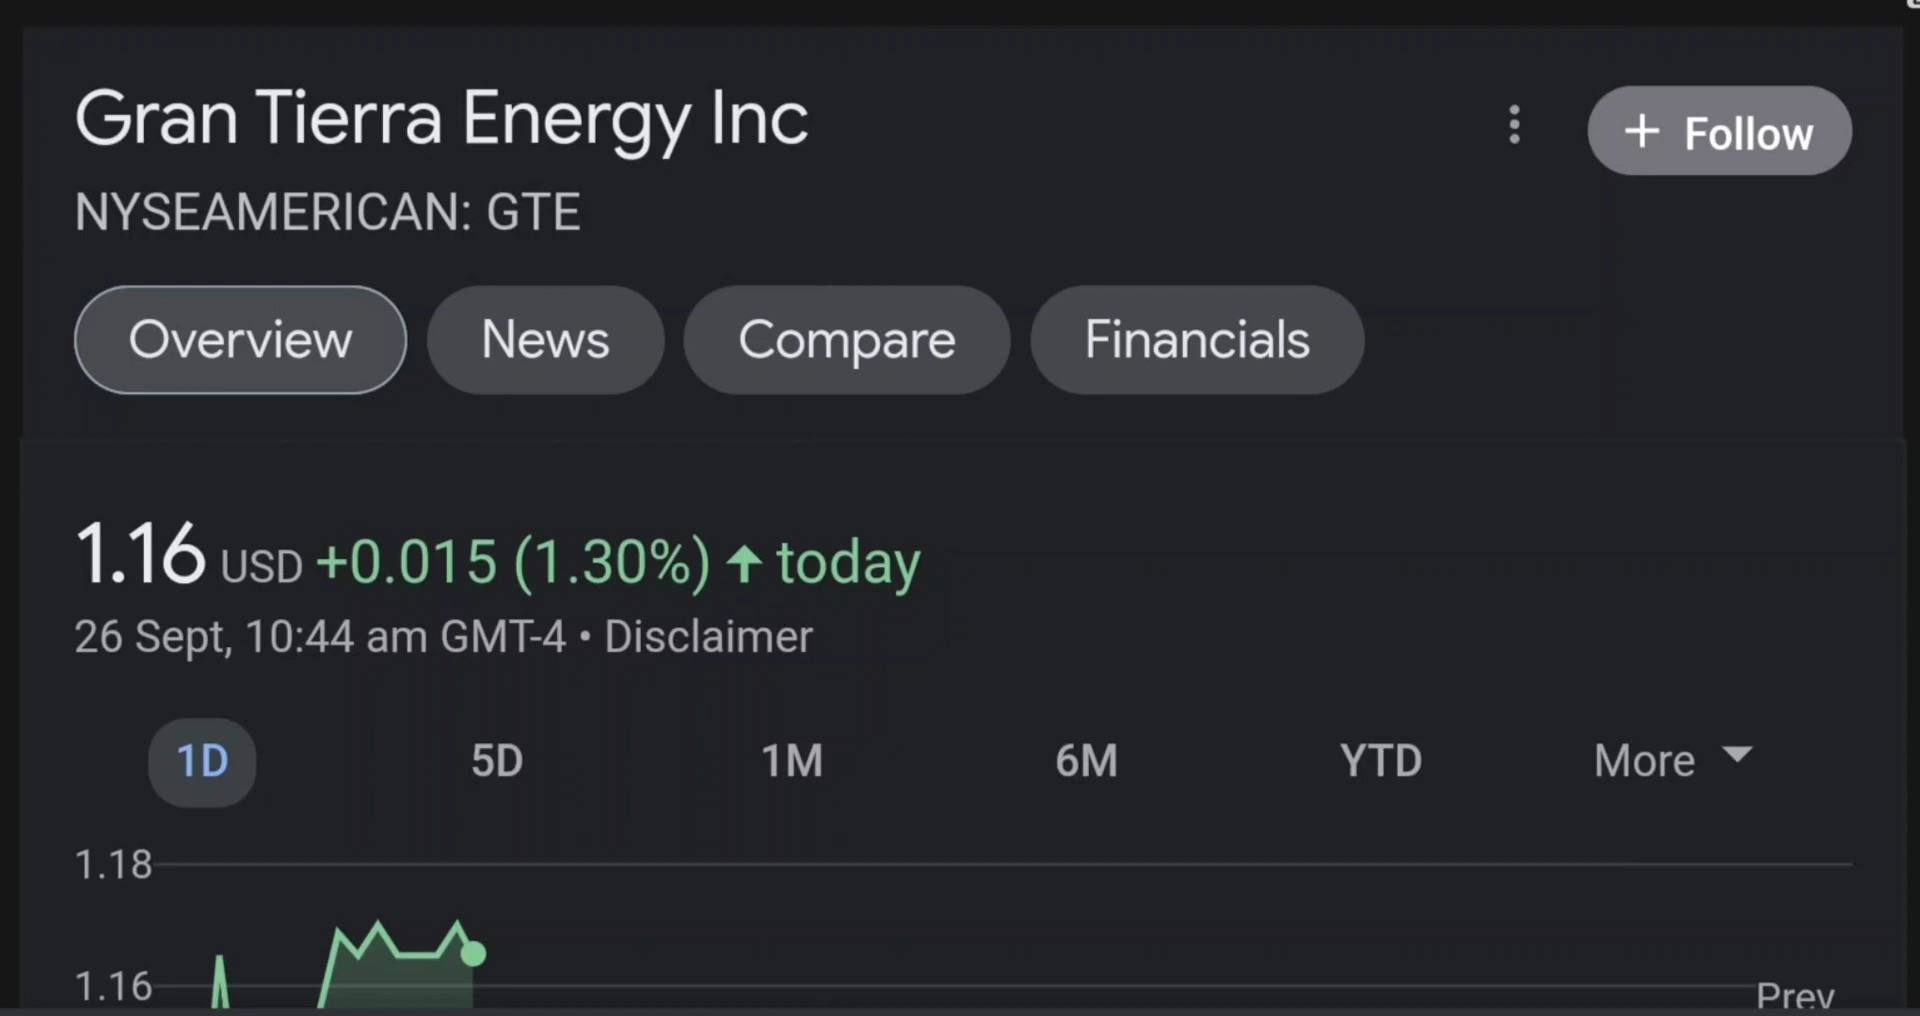 Gran Tierra Energy Inc
+ Follow
NYSEAMERICAN: GTE
Overview News Compare Financials
1.16 USD +0.015 (1.30%) ↑ today
26 Sept, 10:44 am GMT-4 • Disclaimer
1D 5D 1M 6M YTD More
1.18
1.16
Prev